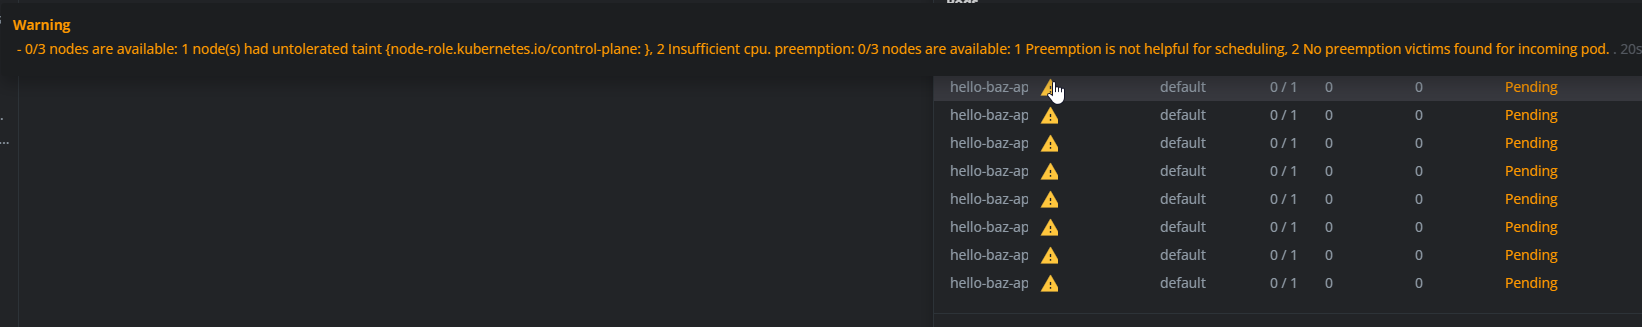 Warning
- 0/3 nodes are available: 1 node(s) had untolerated taint {node-role.kubernetes.io/control-plane: }, 2 Insufficient cpu. preemption: 0/3 nodes are available: 1 Preemption is not helpful for scheduling, 2 No preemption victims found for incoming pod. . 20s
hello-baz-ap default 0 / 1 0 0 Pending
hello-baz-ap default 0 / 1 0 0 Pending
hello-baz-ap default 0 / 1 0 0 Pending
hello-baz-ap default 0 / 1 0 0 Pending
hello-baz-ap default 0 / 1 0 0 Pending
hello-baz-ap default 0 / 1 0 0 Pending
hello-baz-ap default 0 / 1 0 0 Pending
hello-baz-ap default 0 / 1 0 0 Pending